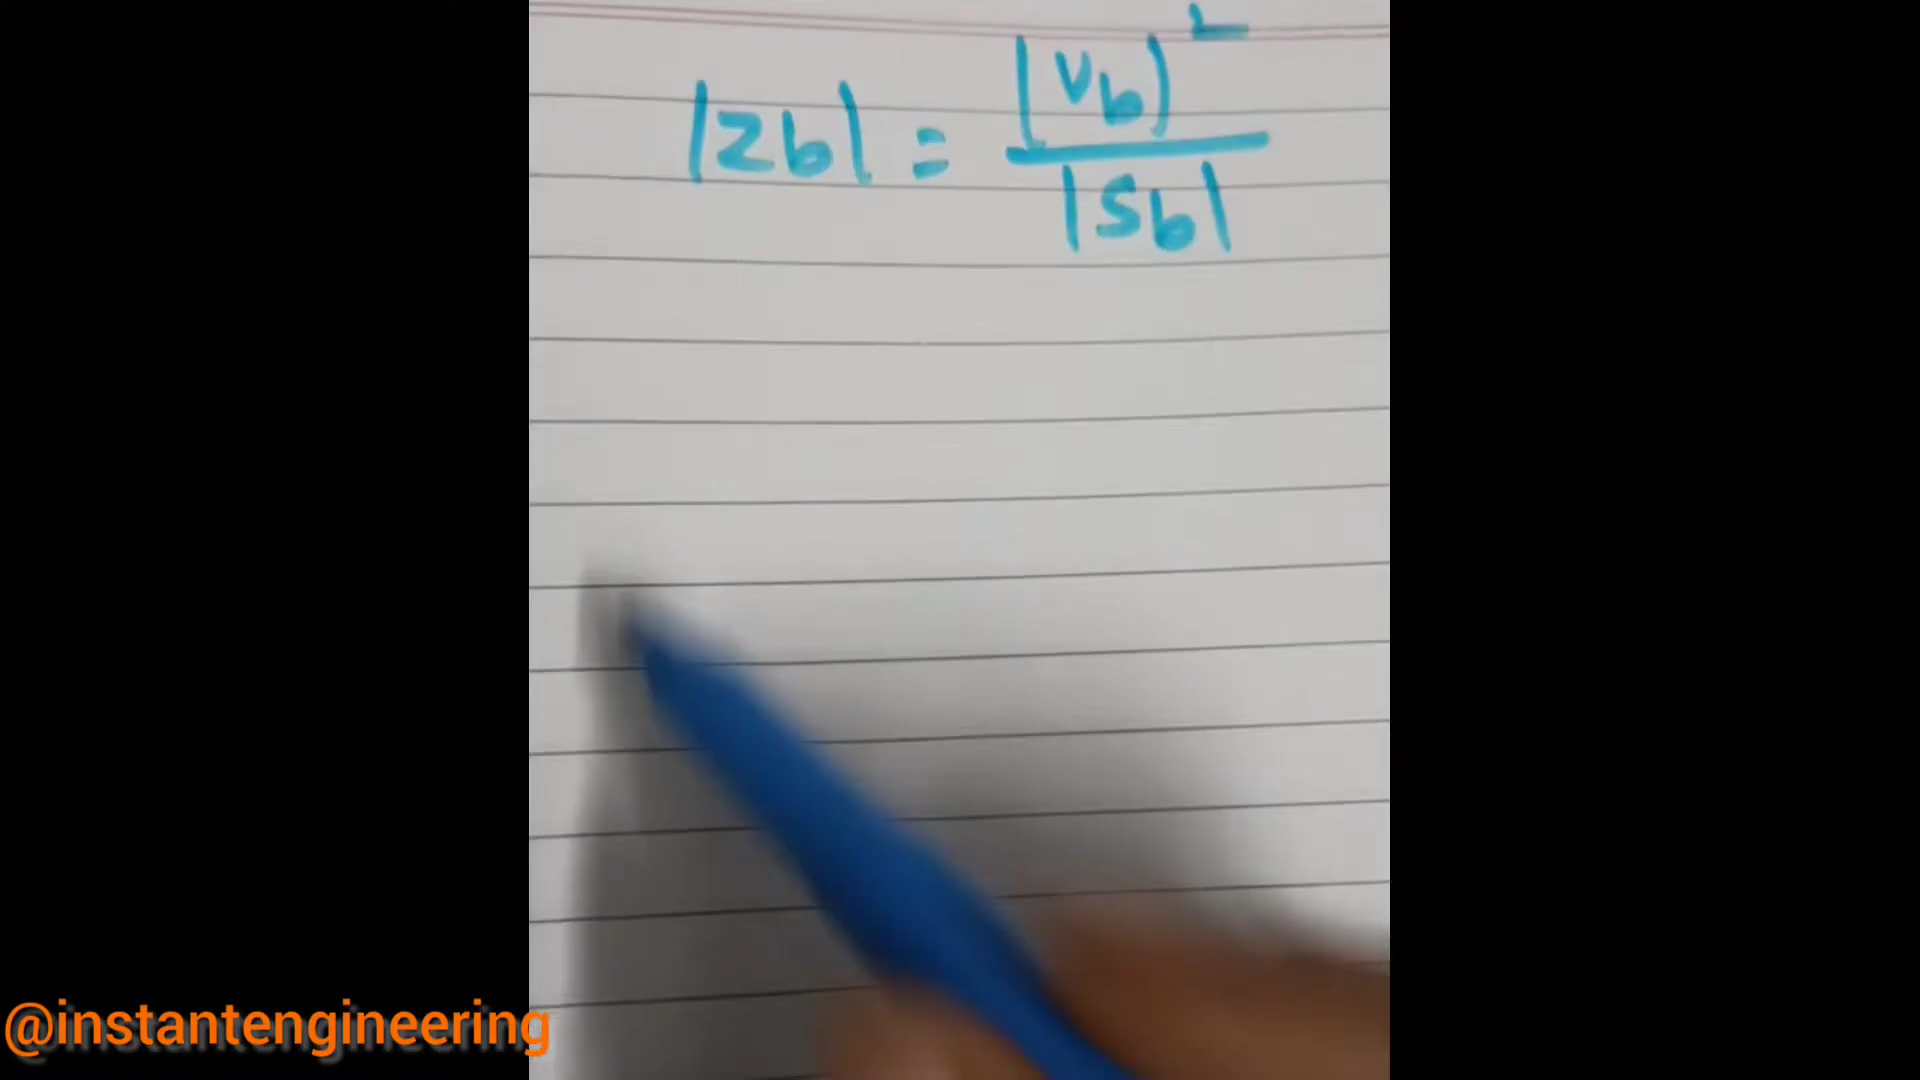 |Zb| = |Vb|²
|Sb|
@instantengineering